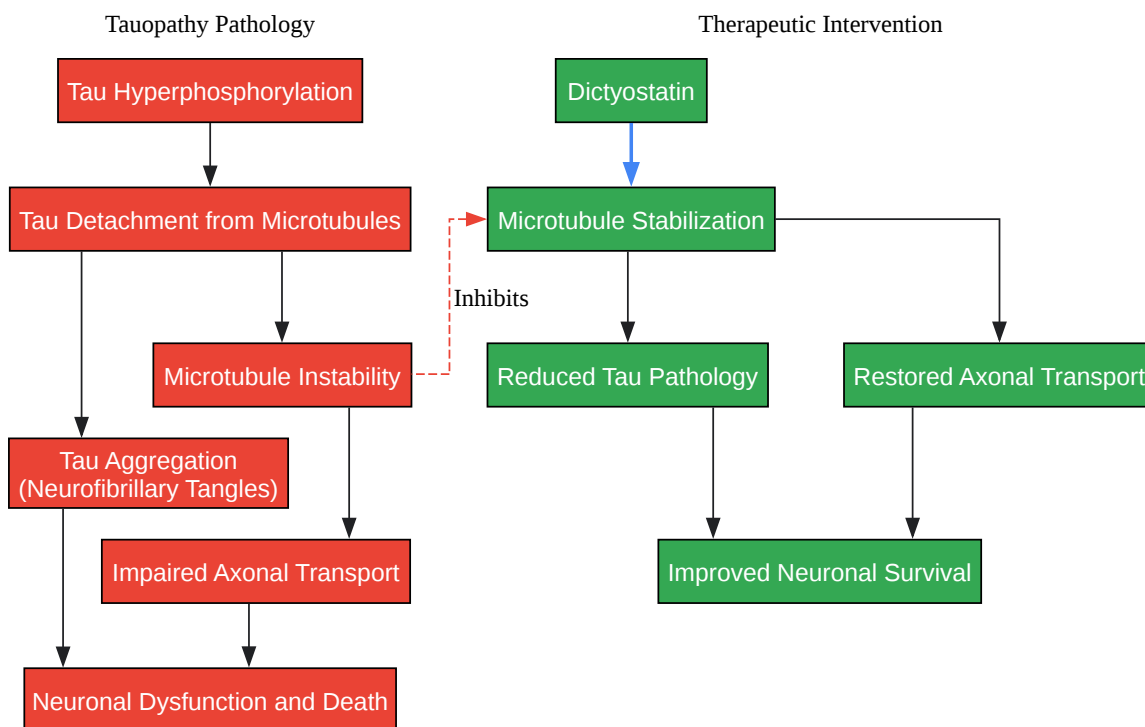 Tauopathy Pathology
Therapeutic Intervention
Tau Hyperphosphorylation
Dictyostatin
Tau Detachment from Microtubules
Microtubule Stabilization
Inhibits
Microtubule Instability
Reduced Tau Pathology
Restored Axonal Transport
Tau Aggregation
(Neurofibrillary Tangles)
Impaired Axonal Transport
Improved Neuronal Survival
Neuronal Dysfunction and Death